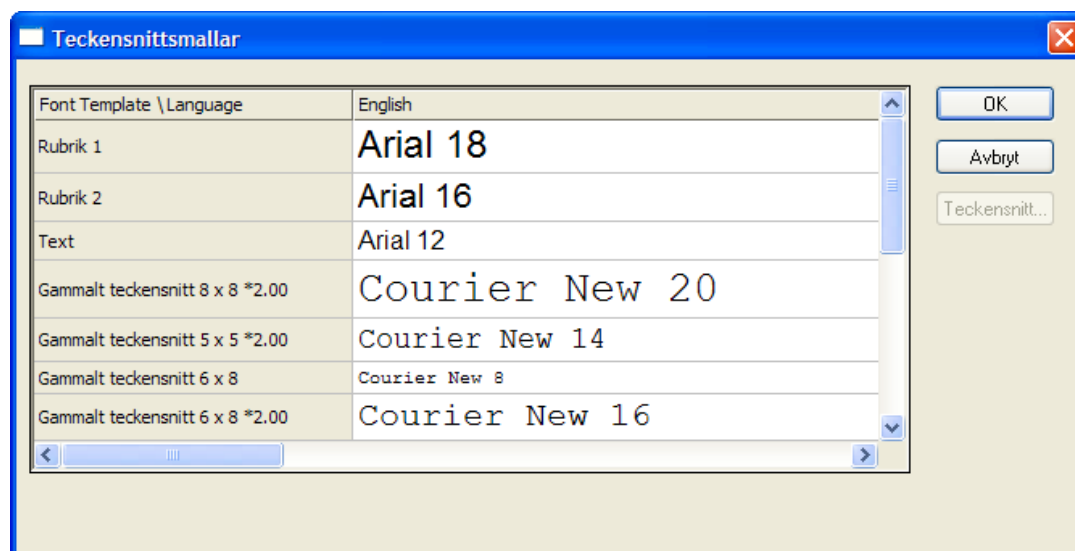 Teckensnittsmallar
Font Template \ Language English
Rubrik 1 Arial 18
Rubrik 2 Arial 16
Text Arial 12
Gammalt teckensnitt 8 x 8 *2.00 Courier New 20
Gammalt teckensnitt 5 x 5 *2.00 Courier New 14
Gammalt teckensnitt 6 x 8 Courier New 8
Gammalt teckensnitt 6 x 8 *2.00 Courier New 16
OK
Avbryt
Teckensnitt...